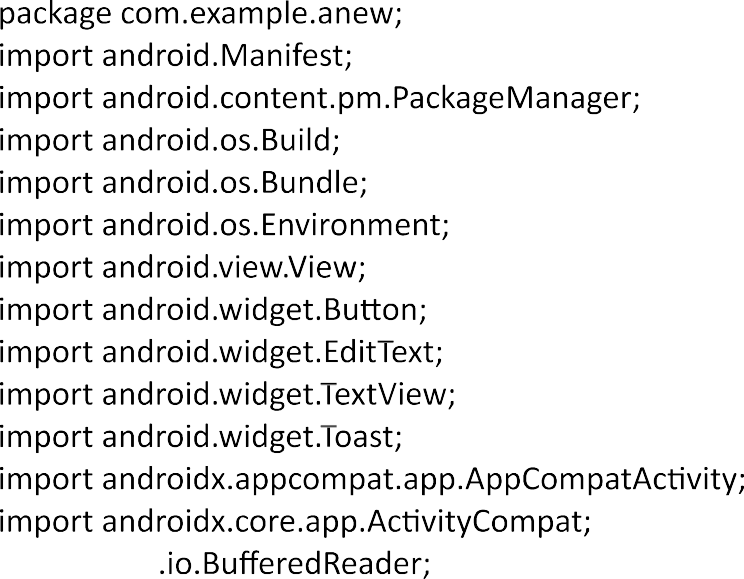 package com.example.anew;
import android.Manifest;
import android.content.pm.PackageManager;
import android.os.Build;
import android.os.Bundle;
import android.os.Environment;
import android.view.View;
import android.widget.Button;
import android.widget.EditText;
import android.widget.TextView;
import android.widget.Toast;
import androidx.appcompat.app.AppCompatActivity;
import androidx.core.app.ActivityCompat;
.io.BufferedReader;